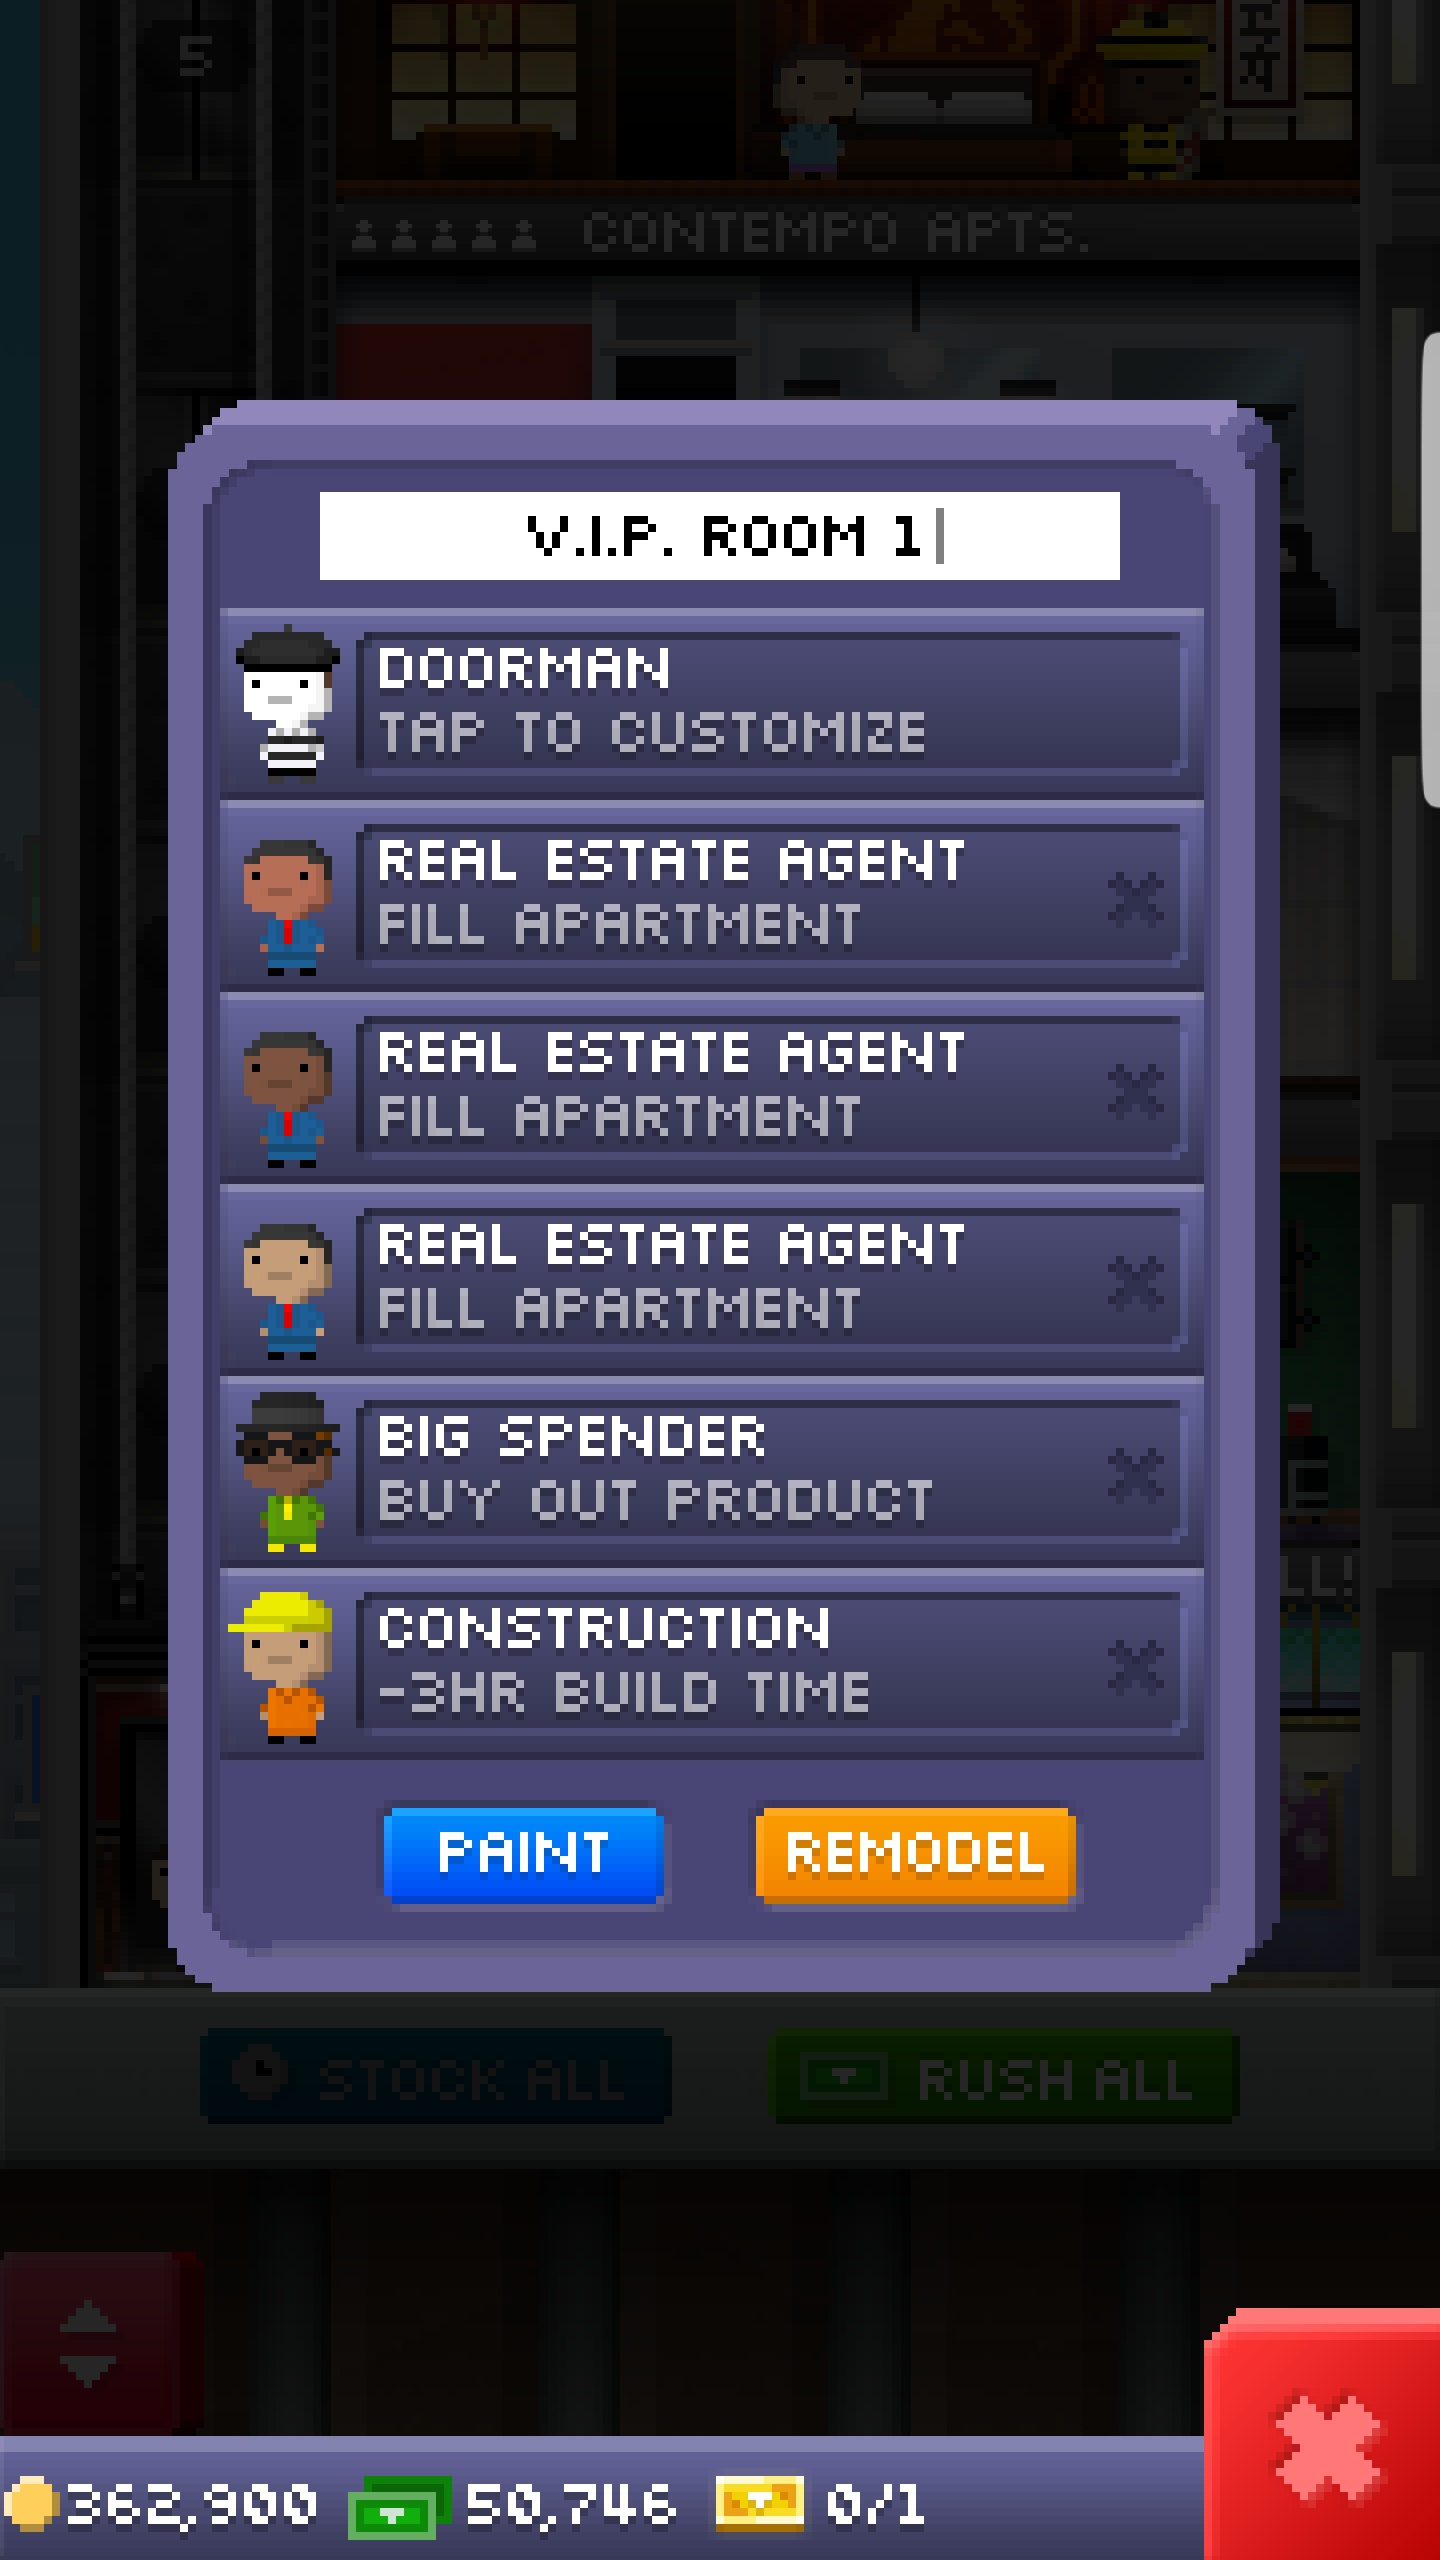 5
CONTEMPO APTS.
V.I.P. ROOM 1
DOORMAN
TAP TO CUSTOMIZE
REAL ESTATE AGENT
FILL APARTMENT
REAL ESTATE AGENT
FILL APARTMENT
REAL ESTATE AGENT
FILL APARTMENT
BIG SPENDER
BUY OUT PRODUCT
CONSTRUCTION
-3HR BUILD TIME
PAINT
REMODEL
STOCK ALL
RUSH ALL
362,900
50,746
0/1